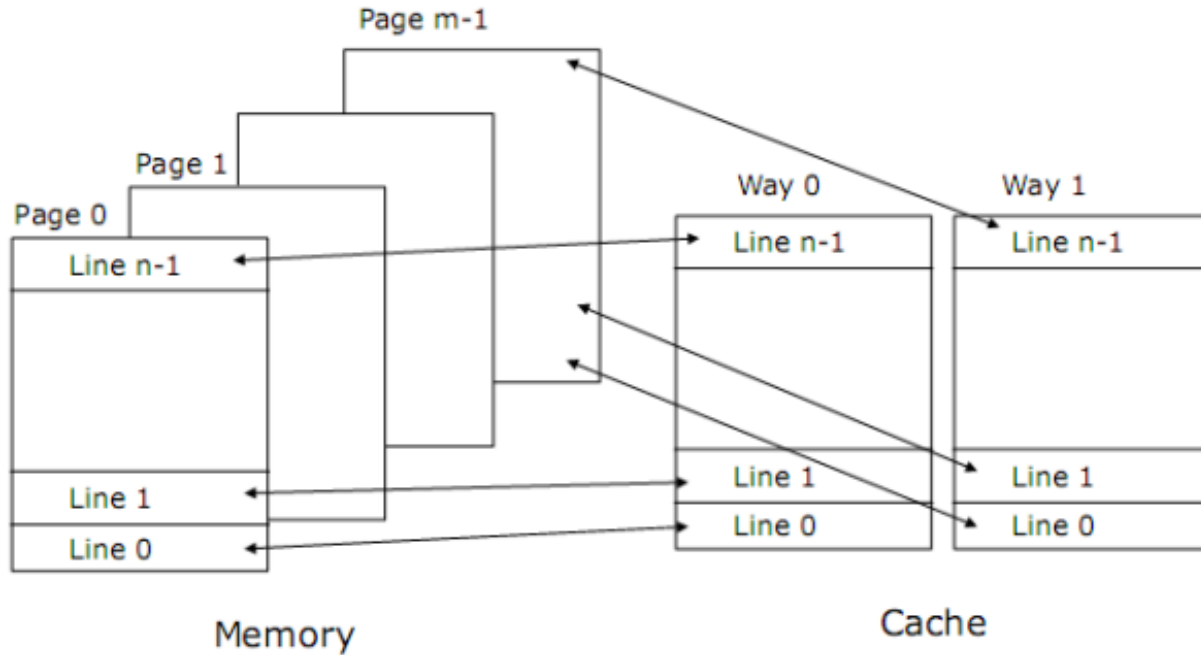 Page m-1
Page 1
Page 0
Way 0
Way 1
Line n-1
Line n-1
Line n-1
Line 1
Line 1
Line 1
Line 0
Line 0
Line 0
Memory
Cache